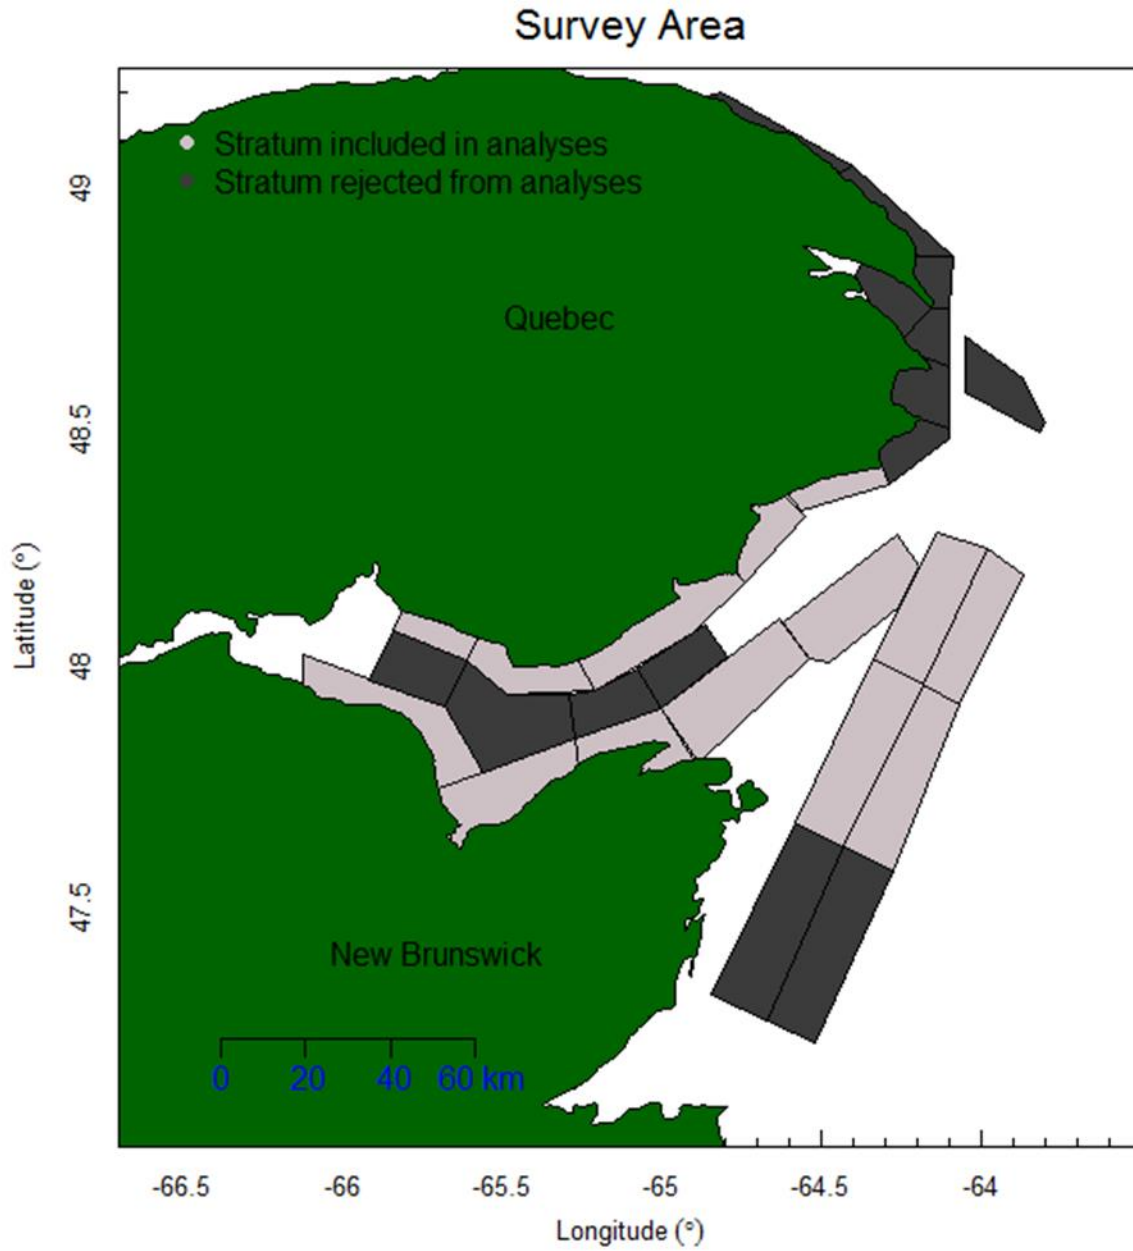 Survey Area
Stratum included in analyses
Stratum rejected from analyses
49
Quebec
48.5
Latitude (°)
48
47.5
New Brunswick
0 20 40 60 km
-66.5 -66 -65.5 -65 -64.5 -64
Longitude (°)